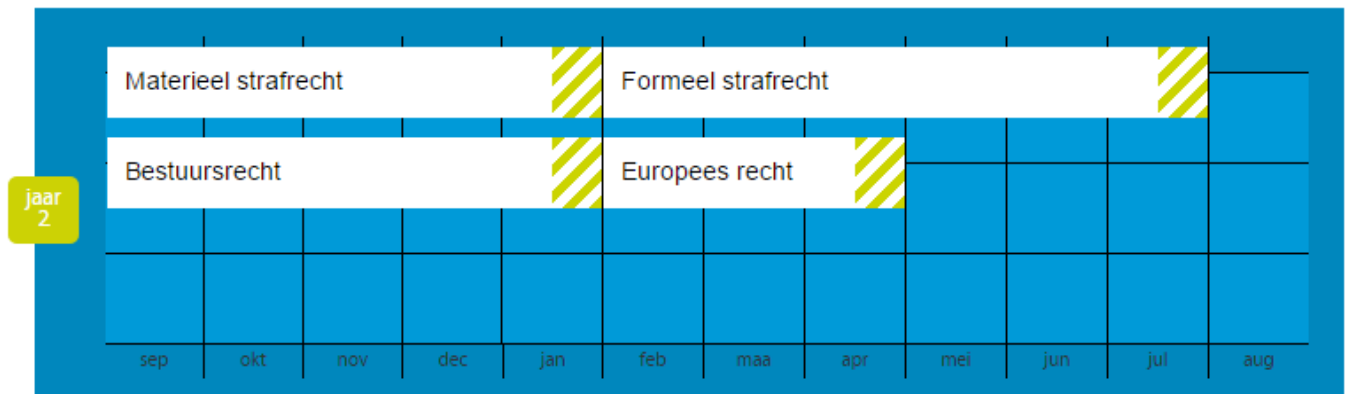 Materieel strafrecht
Formeel strafrecht
Bestuursrecht
Europees recht
jaar
2
sep okt nov dec jan feb maa apr mei jun jul aug